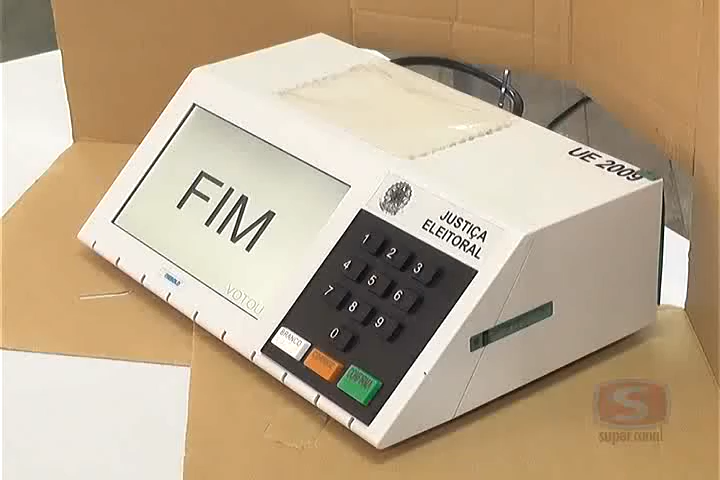 UE 2009
FIM
VOTOU
JUSTIÇA
ELEITORAL
1 2 3
4 5 6
7 8 9
0
BRANCO
CORRIGE
CONFIRMA
S
super canal